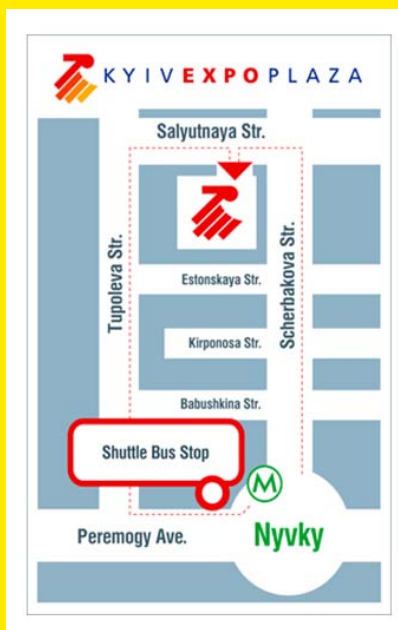 KYIVEXPOPLAZA
Salyutnaya Str.
Tupoleva Str.
Scherbakova Str.
Estonskaya Str.
Kirponosa Str.
Babushkina Str.
Shuttle Bus Stop
M
Peremogy Ave.
Nyvky